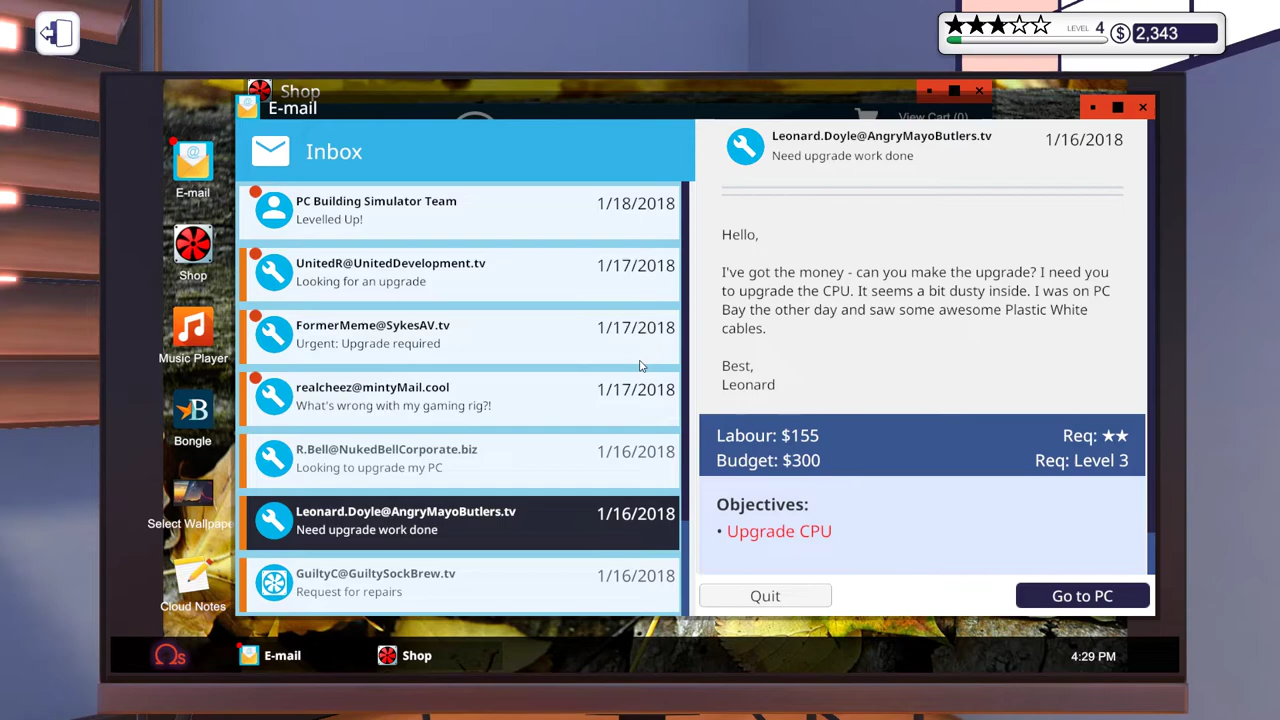 LEVEL 4
$ 2,343
Shop
View Cart (0)
E-mail
Inbox
E-mail
Shop
Music Player
Bongle
Select Wallpape
Cloud Notes
PC Building Simulator Team
1/18/2018
Levelled Up!
UnitedR@UnitedDevelopment.tv
1/17/2018
Looking for an upgrade
FormerMeme@SykesAV.tv
1/17/2018
Urgent: Upgrade required
realcheez@mintyMail.cool
1/17/2018
What's wrong with my gaming rig?!
R.Bell@NukedBellCorporate.biz
1/16/2018
Looking to upgrade my PC
Leonard.Doyle@AngryMayoButlers.tv
1/16/2018
Need upgrade work done
GuiltyC@GuiltySockBrew.tv
1/16/2018
Request for repairs
Leonard.Doyle@AngryMayoButlers.tv
1/16/2018
Need upgrade work done
Hello,
I've got the money - can you make the upgrade? I need you
to upgrade the CPU. It seems a bit dusty inside. I was on PC
Bay the other day and saw some awesome Plastic White
cables.
Best,
Leonard
Labour: $155
Req: ★★
Budget: $300
Req: Level 3
Objectives:
• Upgrade CPU
Quit
Go to PC
Ωs
E-mail
Shop
4:29 PM